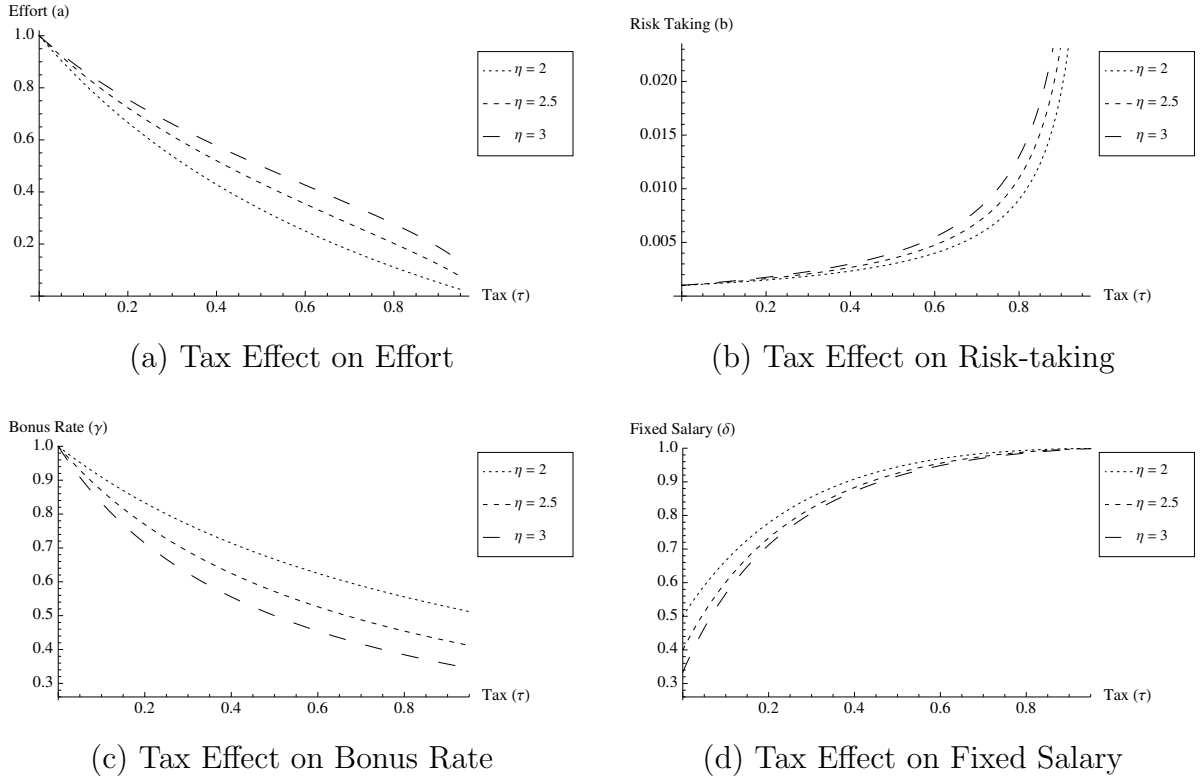 Effort (a)
1.0
0.8
0.6
0.4
0.2
0.2 0.4 0.6 0.8
Tax (τ)
η = 2
η = 2.5
η = 3
(a) Tax Effect on Effort
Risk Taking (b)
0.020
0.015
0.010
0.005
0.2 0.4 0.6 0.8
Tax (τ)
η = 2
η = 2.5
η = 3
(b) Tax Effect on Risk-taking
Bonus Rate (γ)
1.0
0.9
0.8
0.7
0.6
0.5
0.4
0.3
0.2 0.4 0.6 0.8
Tax (τ)
η = 2
η = 2.5
η = 3
(c) Tax Effect on Bonus Rate
Fixed Salary (δ)
1.0
0.9
0.8
0.7
0.6
0.5
0.4
0.3
0.2 0.4 0.6 0.8
Tax (τ)
η = 2
η = 2.5
η = 3
(d) Tax Effect on Fixed Salary